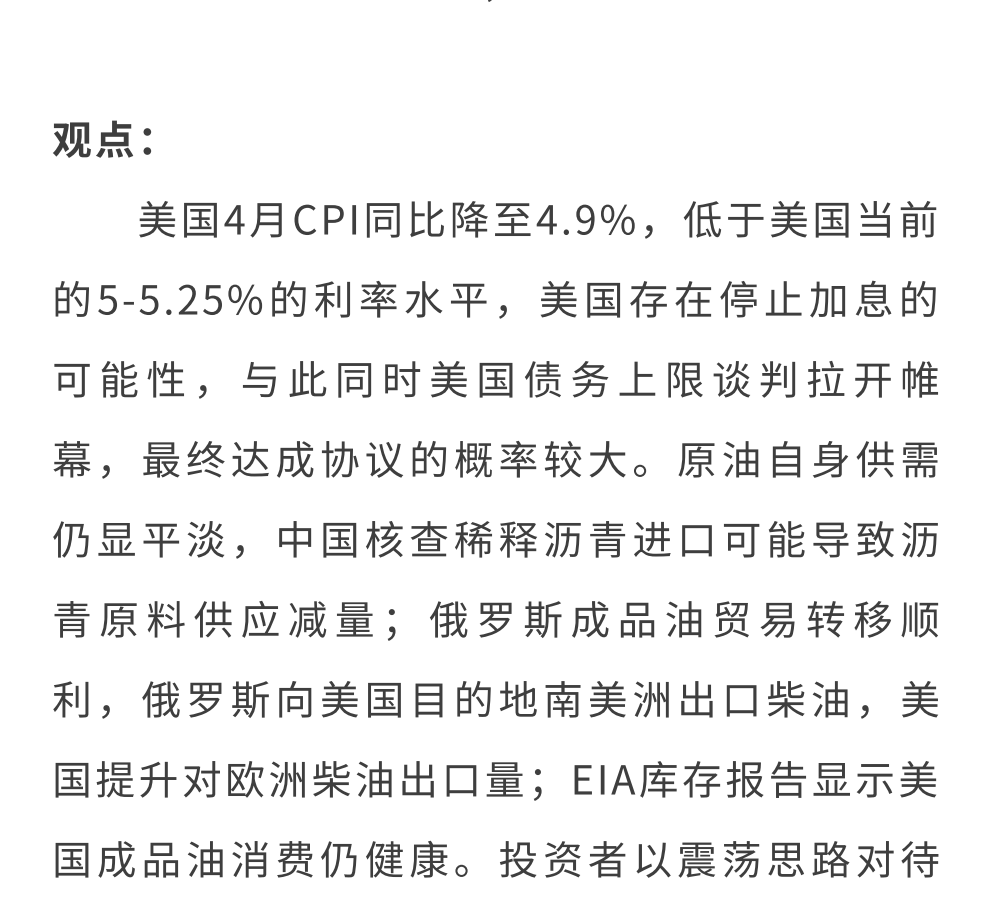 观点：
美国4月CPI同比降至4.9%，低于美国当前
的5-5.25%的利率水平，美国存在停止加息的
可能性，与此同时美国债务上限谈判拉开帷
幕，最终达成协议的概率较大。原油自身供需
仍显平淡，中国核查稀释沥青进口可能导致沥
青原料供应减量；俄罗斯成品油贸易转移顺
利，俄罗斯向美国目的地南美洲出口柴油，美
国提升对欧洲柴油出口量；EIA库存报告显示美
国成品油消费仍健康。投资者以震荡思路对待